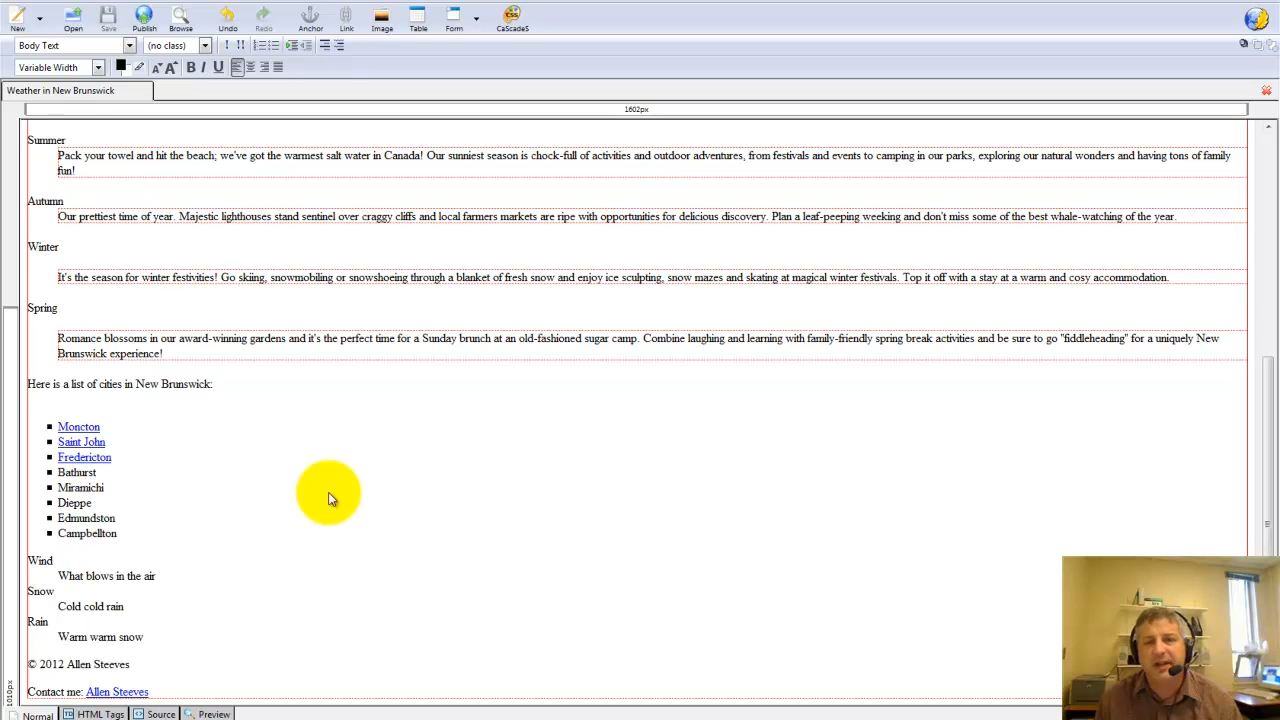 New
Open
Save
Publish
Browse
Undo
Redo
Anchor
Link
Image
Table
Form
CaScadeS
Body Text
(no class)
! !!
Variable Width
A A B I U
Weather in New Brunswick
1602px
Summer
Pack your towel and hit the beach; we've got the warmest salt water in Canada! Our sunniest season is chock-full of activities and outdoor adventures, from festivals and events to camping in our parks, exploring our natural wonders and having tons of family
fun!
Autumn
Our prettiest time of year. Majestic lighthouses stand sentinel over craggy cliffs and local farmers markets are ripe with opportunities for delicious discovery. Plan a leaf-peeping weeking and don't miss some of the best whale-watching of the year.
Winter
It's the season for winter festivities! Go skiing, snowmobiling or snowshoeing through a blanket of fresh snow and enjoy ice sculpting, snow mazes and skating at magical winter festivals. Top it off with a stay at a warm and cosy accommodation.
Spring
Romance blossoms in our award-winning gardens and it's the perfect time for a Sunday brunch at an old-fashioned sugar camp. Combine laughing and learning with family-friendly spring break activities and be sure to go "fiddleheading" for a uniquely New
Brunswick experience!
Here is a list of cities in New Brunswick:
Moncton
Saint John
Fredericton
Bathurst
Miramichi
Dieppe
Edmundston
Campbellton
Wind
What blows in the air
Snow
Cold cold rain
Rain
Warm warm snow
© 2012 Allen Steeves
Contact me: Allen Steeves
1010px
Normal
HTML Tags
Source
Preview